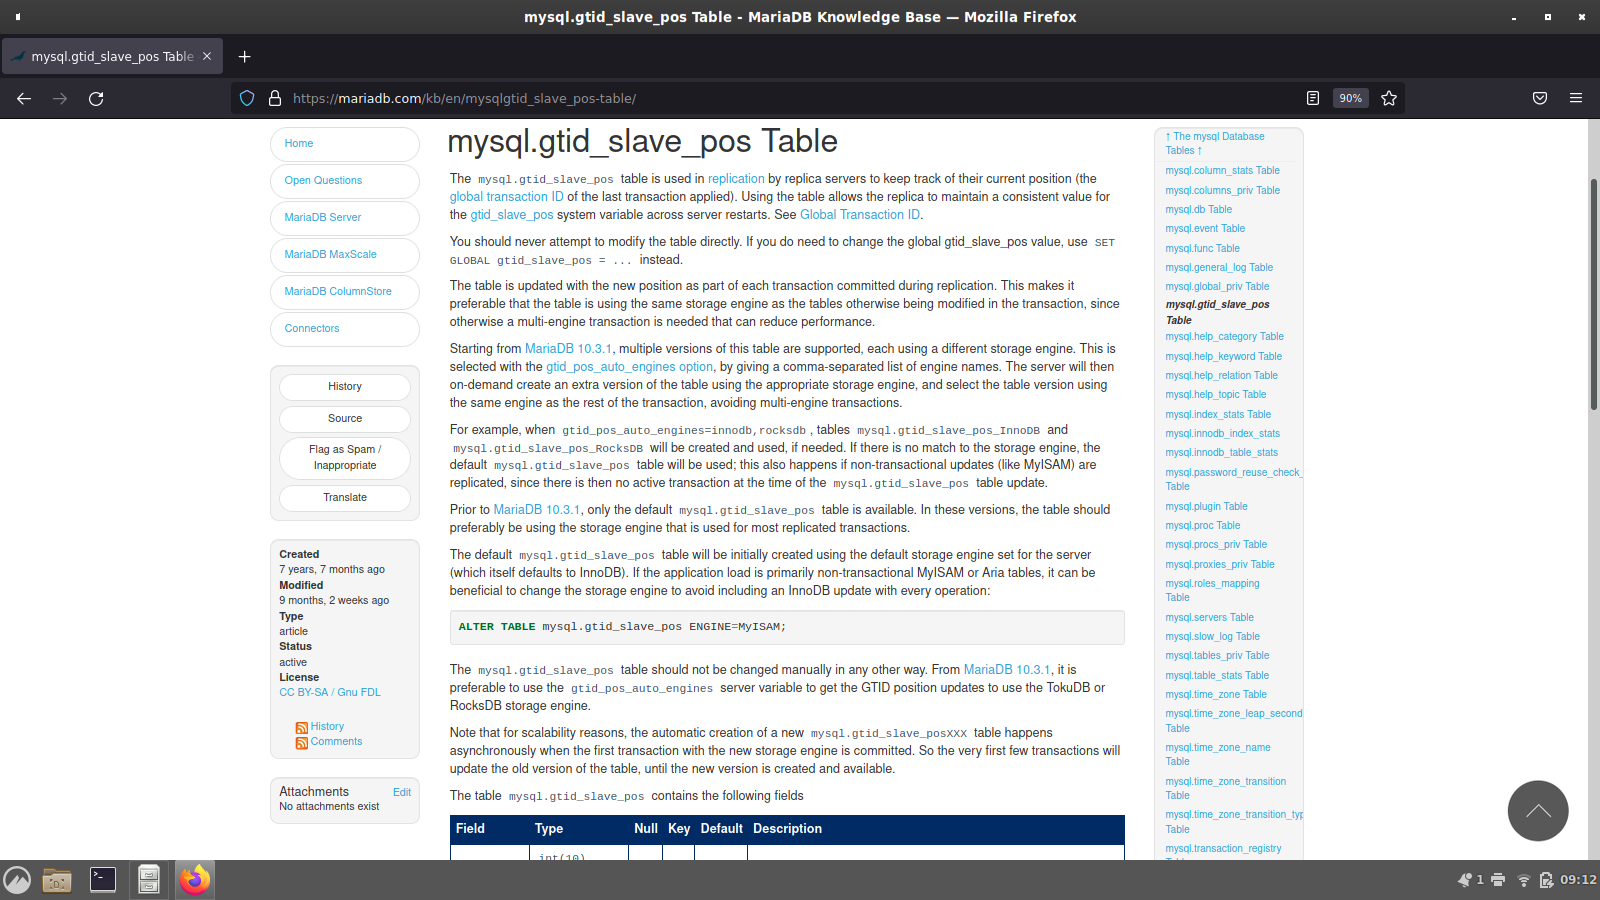 mysql.gtid_slave_pos Table - MariaDB Knowledge Base — Mozilla Firefox
mysql.gtid_slave_pos Table
https://mariadb.com/kb/en/mysqlgtid_slave_pos-table/
90%
Home
Open Questions
MariaDB Server
MariaDB MaxScale
MariaDB ColumnStore
Connectors
History
Source
Flag as Spam /
Inappropriate
Translate
Created
7 years, 7 months ago
Modified
9 months, 2 weeks ago
Type
article
Status
active
License
CC BY-SA / Gnu FDL
History
Comments
Attachments Edit
No attachments exist
mysql.gtid_slave_pos Table
The mysql.gtid_slave_pos table is used in replication by replica servers to keep track of their current position (the
global transaction ID of the last transaction applied). Using the table allows the replica to maintain a consistent value for
the gtid_slave_pos system variable across server restarts. See Global Transaction ID.
You should never attempt to modify the table directly. If you do need to change the global gtid_slave_pos value, use SET
GLOBAL gtid_slave_pos = ... instead.
The table is updated with the new position as part of each transaction committed during replication. This makes it
preferable that the table is using the same storage engine as the tables otherwise being modified in the transaction, since
otherwise a multi-engine transaction is needed that can reduce performance.
Starting from MariaDB 10.3.1, multiple versions of this table are supported, each using a different storage engine. This is
selected with the gtid_pos_auto_engines option, by giving a comma-separated list of engine names. The server will then
on-demand create an extra version of the table using the appropriate storage engine, and select the table version using
the same engine as the rest of the transaction, avoiding multi-engine transactions.
For example, when gtid_pos_auto_engines=innodb,rocksdb , tables mysql.gtid_slave_pos_InnoDB and
mysql.gtid_slave_pos_RocksDB will be created and used, if needed. If there is no match to the storage engine, the
default mysql.gtid_slave_pos table will be used; this also happens if non-transactional updates (like MyISAM) are
replicated, since there is then no active transaction at the time of the mysql.gtid_slave_pos table update.
Prior to MariaDB 10.3.1, only the default mysql.gtid_slave_pos table is available. In these versions, the table should
preferably be using the storage engine that is used for most replicated transactions.
The default mysql.gtid_slave_pos table will be initially created using the default storage engine set for the server
(which itself defaults to InnoDB). If the application load is primarily non-transactional MyISAM or Aria tables, it can be
beneficial to change the storage engine to avoid including an InnoDB update with every operation:
ALTER TABLE mysql.gtid_slave_pos ENGINE=MyISAM;
The mysql.gtid_slave_pos table should not be changed manually in any other way. From MariaDB 10.3.1, it is
preferable to use the gtid_pos_auto_engines server variable to get the GTID position updates to use the TokuDB or
RocksDB storage engine.
Note that for scalability reasons, the automatic creation of a new mysql.gtid_slave_posXXX table happens
asynchronously when the first transaction with the new storage engine is committed. So the very first few transactions will
update the old version of the table, until the new version is created and available.
The table mysql.gtid_slave_pos contains the following fields
Field Type Null Key Default Description
int(10)
↑ The mysql Database
Tables ↑
mysql.column_stats Table
mysql.columns_priv Table
mysql.db Table
mysql.event Table
mysql.func Table
mysql.general_log Table
mysql.global_priv Table
mysql.gtid_slave_pos
Table
mysql.help_category Table
mysql.help_keyword Table
mysql.help_relation Table
mysql.help_topic Table
mysql.index_stats Table
mysql.innodb_index_stats
mysql.innodb_table_stats
mysql.password_reuse_check_
Table
mysql.plugin Table
mysql.proc Table
mysql.procs_priv Table
mysql.proxies_priv Table
mysql.roles_mapping
Table
mysql.servers Table
mysql.slow_log Table
mysql.tables_priv Table
mysql.table_stats Table
mysql.time_zone Table
mysql.time_zone_leap_second
Table
mysql.time_zone_name
Table
mysql.time_zone_transition
Table
mysql.time_zone_transition_typ
Table
mysql.transaction_registry
1
09:12